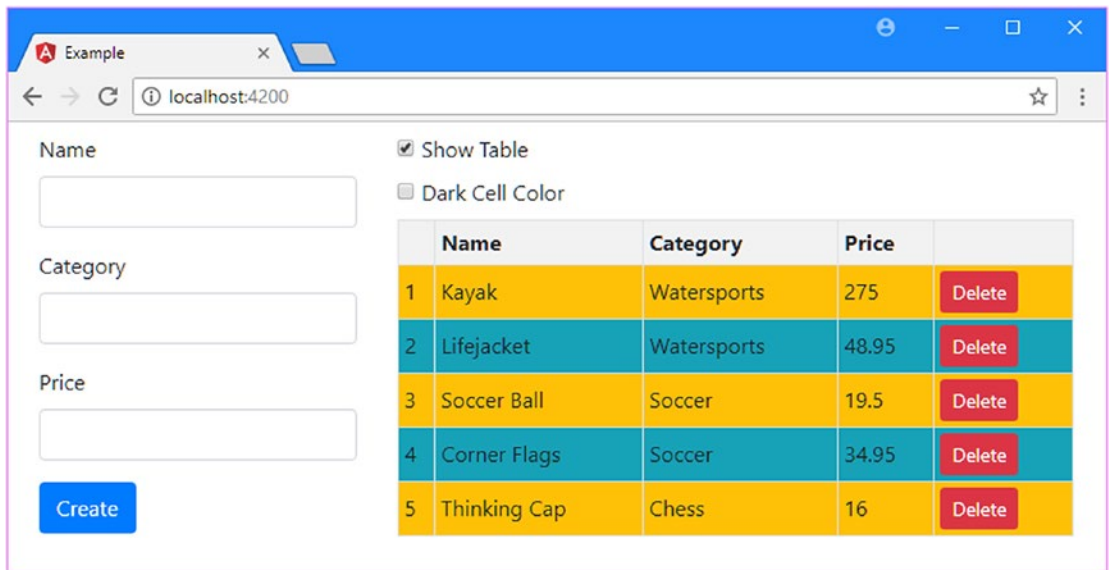 Example
localhost:4200
Name
Category
Price
Create
Show Table
Dark Cell Color
Name Category Price
1 Kayak Watersports 275 Delete
2 Lifejacket Watersports 48.95 Delete
3 Soccer Ball Soccer 19.5 Delete
4 Corner Flags Soccer 34.95 Delete
5 Thinking Cap Chess 16 Delete